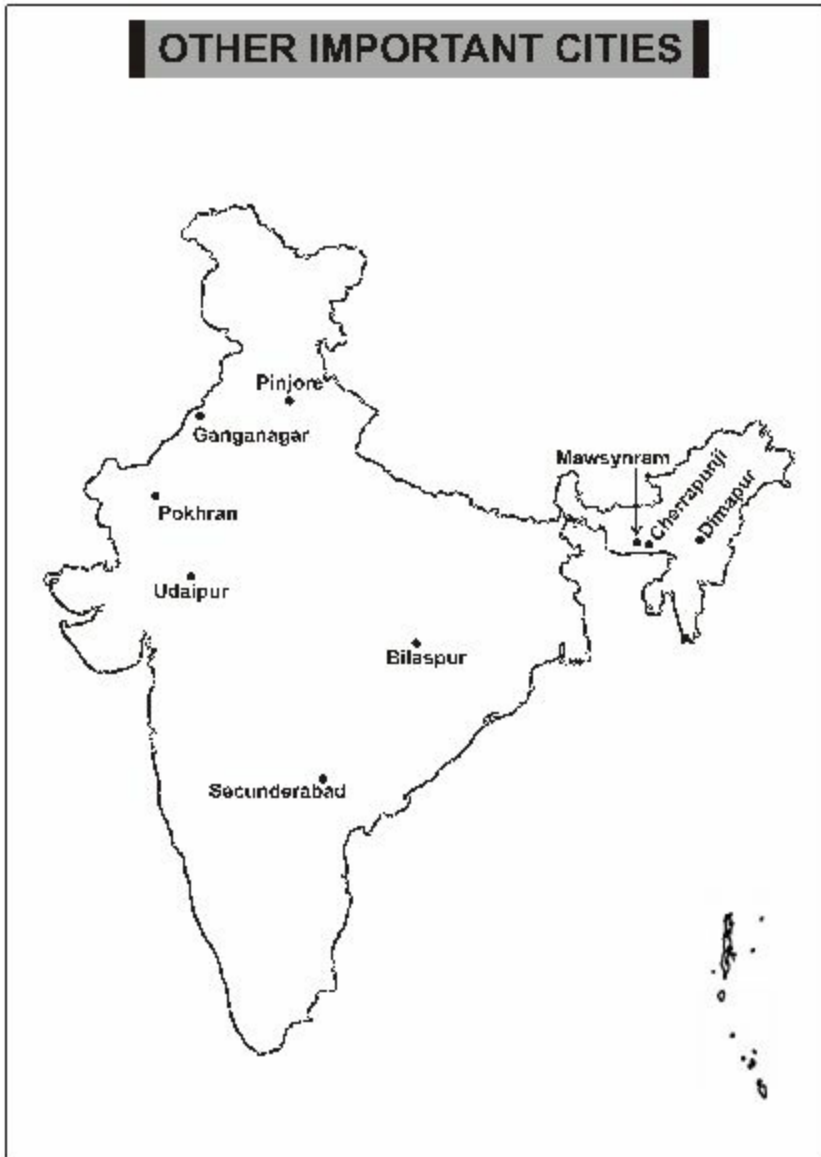 OTHER IMPORTANT CITIES
Pinjore
Ganganagar
Mawsynram
Cherrapunji
Dimapur
Pokhran
Udaipur
Bilaspur
Secunderabad